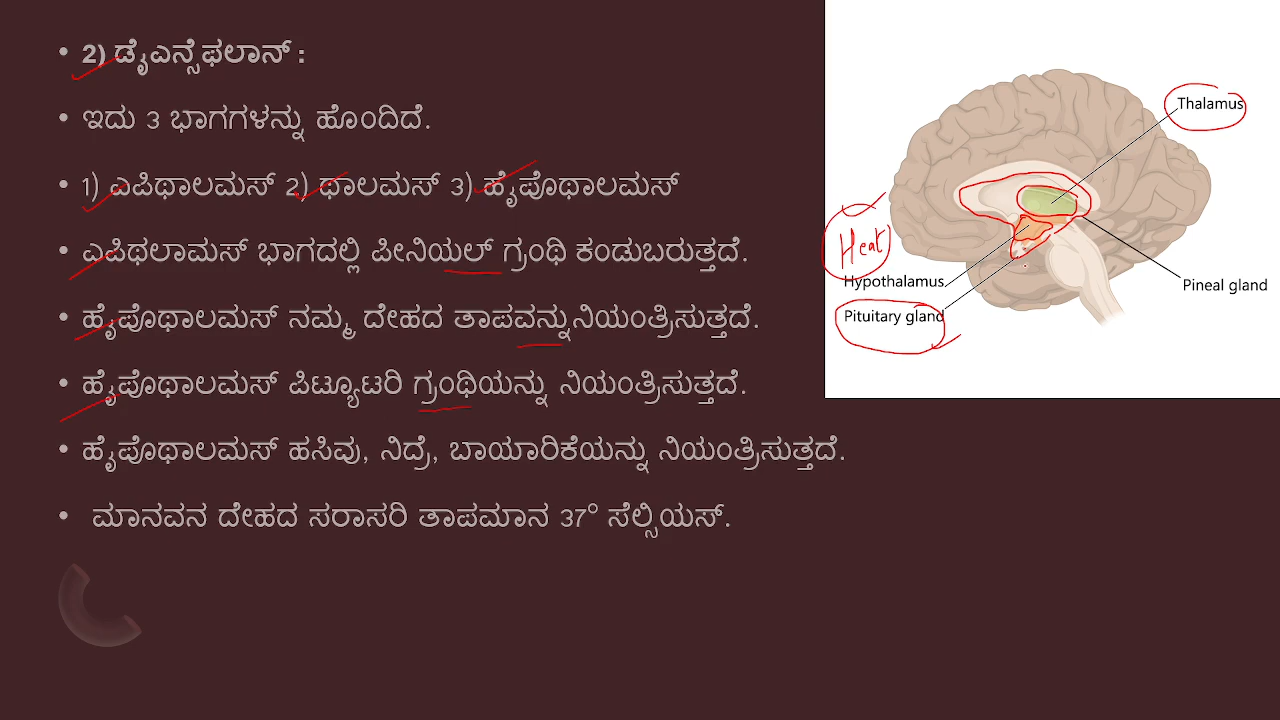 • 2) ಡೈಎನ್ಸೆಫಲಾನ್ :
• ಇದು 3 ಭಾಗಗಳನ್ನು ಹೊಂದಿದೆ.
• 1) ಎಪಿಥಾಲಮಸ್ 2) ಥಾಲಮಸ್ 3) ಹೈಪೊಥಾಲಮಸ್
• ಎಪಿಥಲಾಮಸ್ ಭಾಗದಲ್ಲಿ ಪೀನಿಯಲ್ ಗ್ರಂಥಿ ಕಂಡುಬರುತ್ತದೆ.
• ಹೈಪೊಥಾಲಮಸ್ ನಮ್ಮ ದೇಹದ ತಾಪವನ್ನು ನಿಯಂತ್ರಿಸುತ್ತದೆ.
• ಹೈಪೊಥಾಲಮಸ್ ಪಿಟ್ಯೂಟರಿ ಗ್ರಂಥಿಯನ್ನು ನಿಯಂತ್ರಿಸುತ್ತದೆ.
• ಹೈಪೊಥಾಲಮಸ್ ಹಸಿವು, ನಿದ್ರೆ, ಬಾಯಾರಿಕೆಯನ್ನು ನಿಯಂತ್ರಿಸುತ್ತದೆ.
• ಮಾನವನ ದೇಹದ ಸರಾಸರಿ ತಾಪಮಾನ 37° ಸೆಲ್ಸಿಯಸ್.
Thalamus
Heat
Hypothalamus
Pineal gland
Pituitary gland